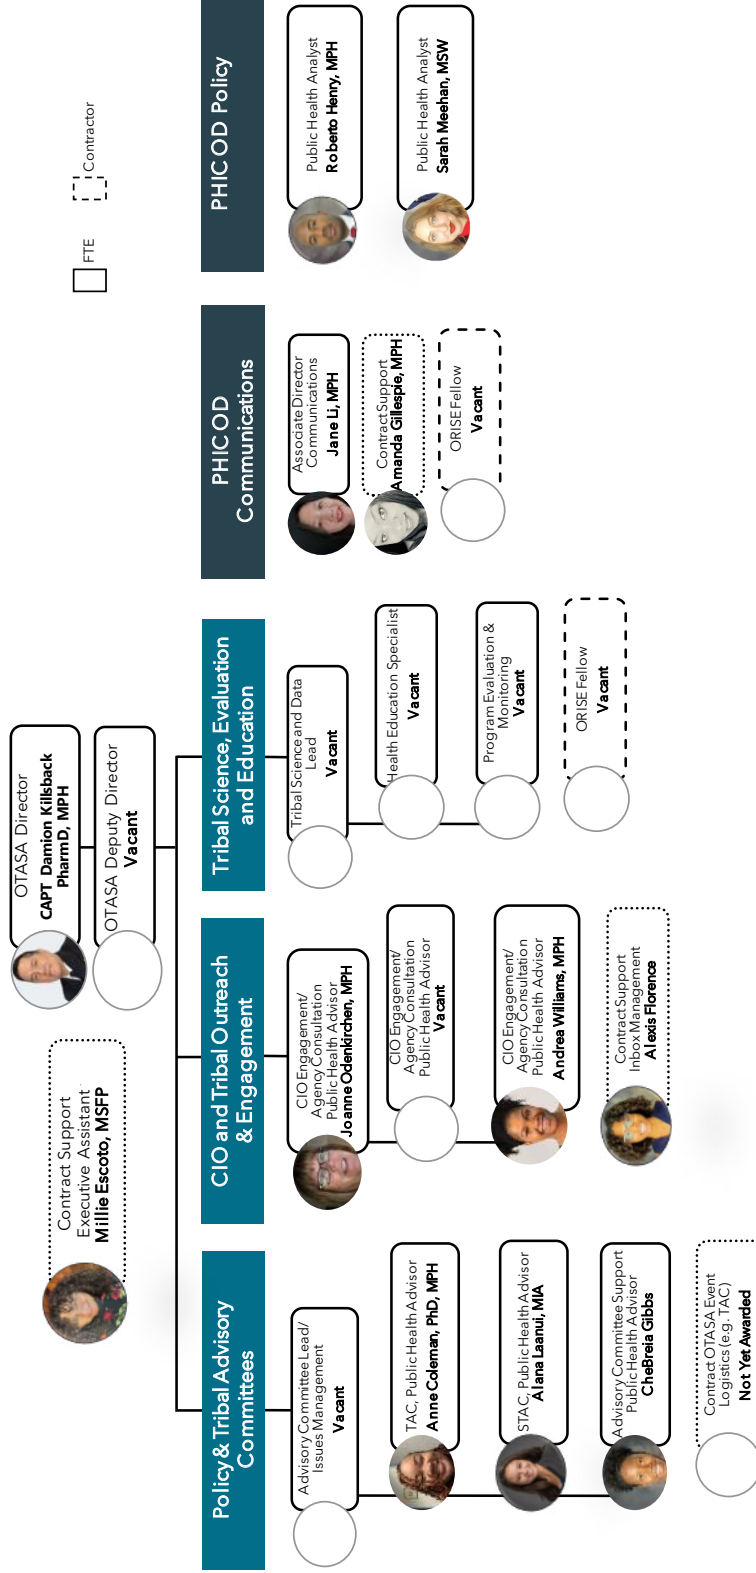 OTASA Director
CAPT Damion Killsback
PharmD, MPH
OTASA Deputy Director
Vacant
Contract Support
Executive Assistant
Millie Escoto, MSFP
FTE
Contractor
Policy & Tribal Advisory
Committees
Advisory Committee Lead/
Issues Management
Vacant
TAC, Public Health Advisor
Anne Coleman, PhD, MPH
STAC, Public Health Advisor
Alana Laanui, MIA
Advisory Committee Support
Public Health Advisor
CheBreia Gibbs
Contract OTASA Event
Logistics (e.g. TAC)
Not Yet Awarded
CIO and Tribal Outreach
& Engagement
CIO Engagement/
Agency Consultation
Public Health Advisor
Joanne Odenkirchen, MPH
CIO Engagement/
Agency Consultation
Public Health Advisor
Vacant
CIO Engagement/
Agency Consultation
Public Health Advisor
Andrea Williams, MPH
Contract Support
Inbox Management
Alexis Florence
Tribal Science, Evaluation
and Education
Tribal Science and Data
Lead
Vacant
Health Education Specialist
Vacant
Program Evaluation &
Monitoring
Vacant
ORISE Fellow
Vacant
PHIC OD
Communications
Associate Director
Communications
Jane Li, MPH
Contract Support
Amanda Gillespie, MPH
ORISE Fellow
Vacant
PHIC OD Policy
Public Health Analyst
Roberto Henry, MPH
Public Health Analyst
Sarah Meehan, MSW